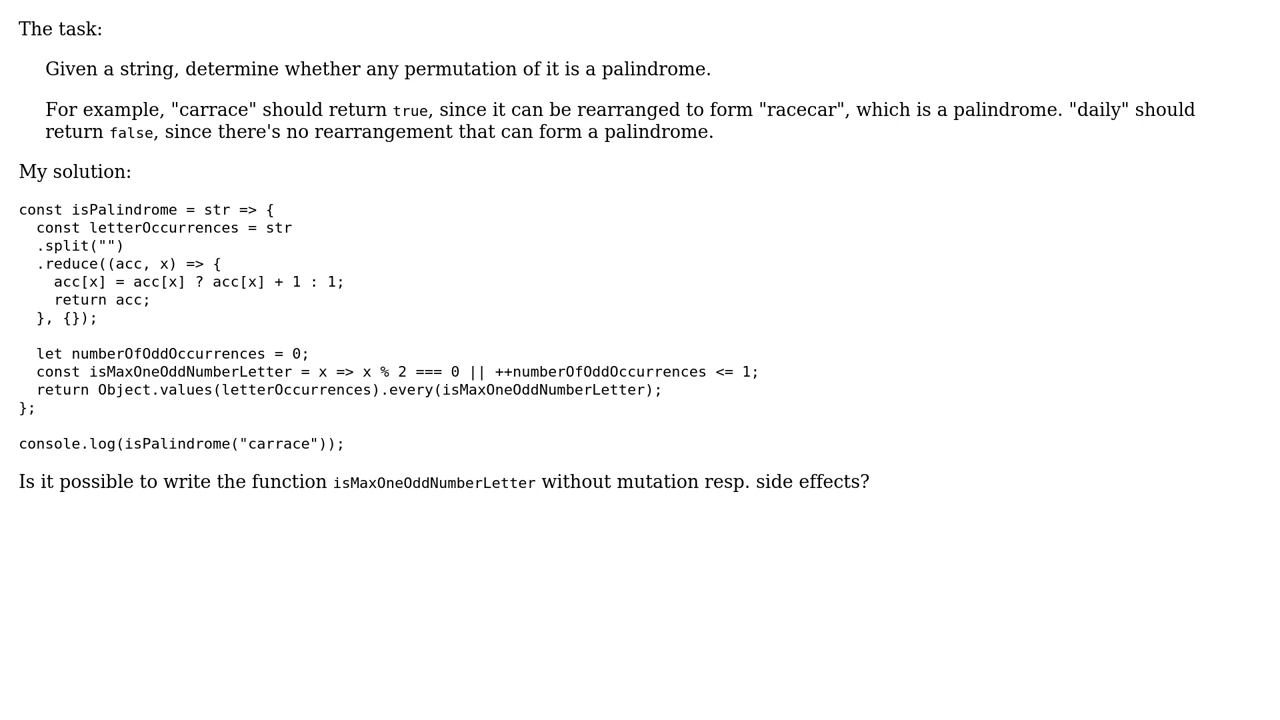 The task:
Given a string, determine whether any permutation of it is a palindrome.
For example, "carrace" should return true, since it can be rearranged to form "racecar", which is a palindrome. "daily" should
return false, since there's no rearrangement that can form a palindrome.
My solution:
const isPalindrome = str => {
  const letterOccurrences = str
  .split("")
  .reduce((acc, x) => {
    acc[x] = acc[x] ? acc[x] + 1 : 1;
    return acc;
  }, {});

  let numberOfOddOccurrences = 0;
  const isMaxOneOddNumberLetter = x => x % 2 === 0 || ++numberOfOddOccurrences <= 1;
  return Object.values(letterOccurrences).every(isMaxOneOddNumberLetter);
};

console.log(isPalindrome("carrace"));
Is it possible to write the function isMaxOneOddNumberLetter without mutation resp. side effects?